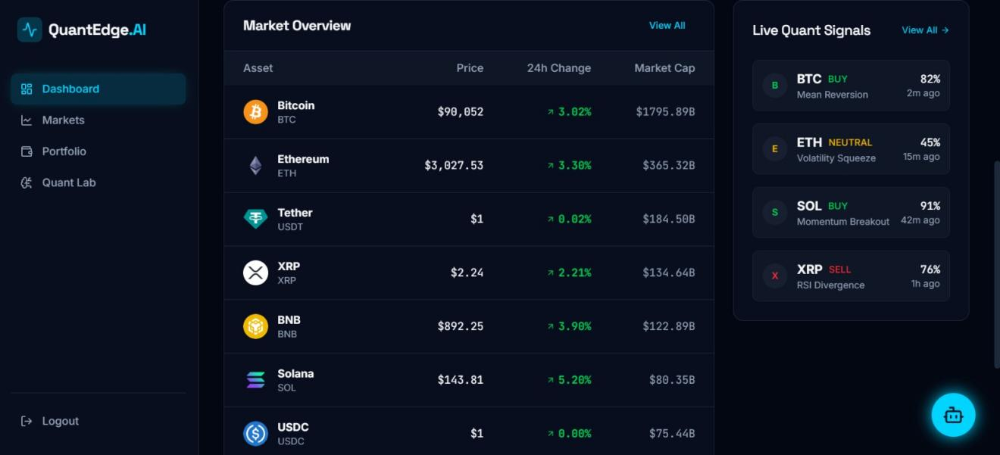 QuantEdge.AI
Dashboard
Markets
Portfolio
Quant Lab
Logout
Market Overview View All
Asset Price 24h Change Market Cap
Bitcoin
BTC
$90,052 ↗ 3.02% $1795.89B
Ethereum
ETH
$3,027.53 ↗ 3.30% $365.32B
Tether
USDT
$1 ↗ 0.02% $184.50B
XRP
XRP
$2.24 ↗ 2.21% $134.64B
BNB
BNB
$892.25 ↗ 3.90% $122.89B
Solana
SOL
$143.81 ↗ 5.20% $80.35B
USDC
USDC
$1 ↗ 0.00% $75.44B
Live Quant Signals View All →
B
BTC BUY 82%
Mean Reversion 2m ago
E
ETH NEUTRAL 45%
Volatility Squeeze 15m ago
S
SOL BUY 91%
Momentum Breakout 42m ago
X
XRP SELL 76%
RSI Divergence 1h ago